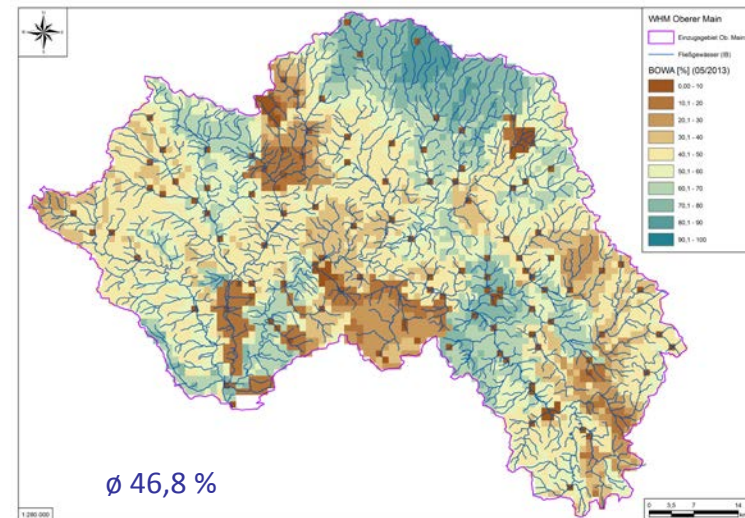 WHM Oberer Main
Einzugsgebiet Ob. Main
Fließgewässer (IB)
BOWA [%] (05/2013)
0,00 - 10
10,1 - 20
20,1 - 30
30,1 - 40
40,1 - 50
50,1 - 60
60,1 - 70
70,1 - 80
80,1 - 90
90,1 - 100
ø 46,8 %
1:280.000
0 3,5 7 14